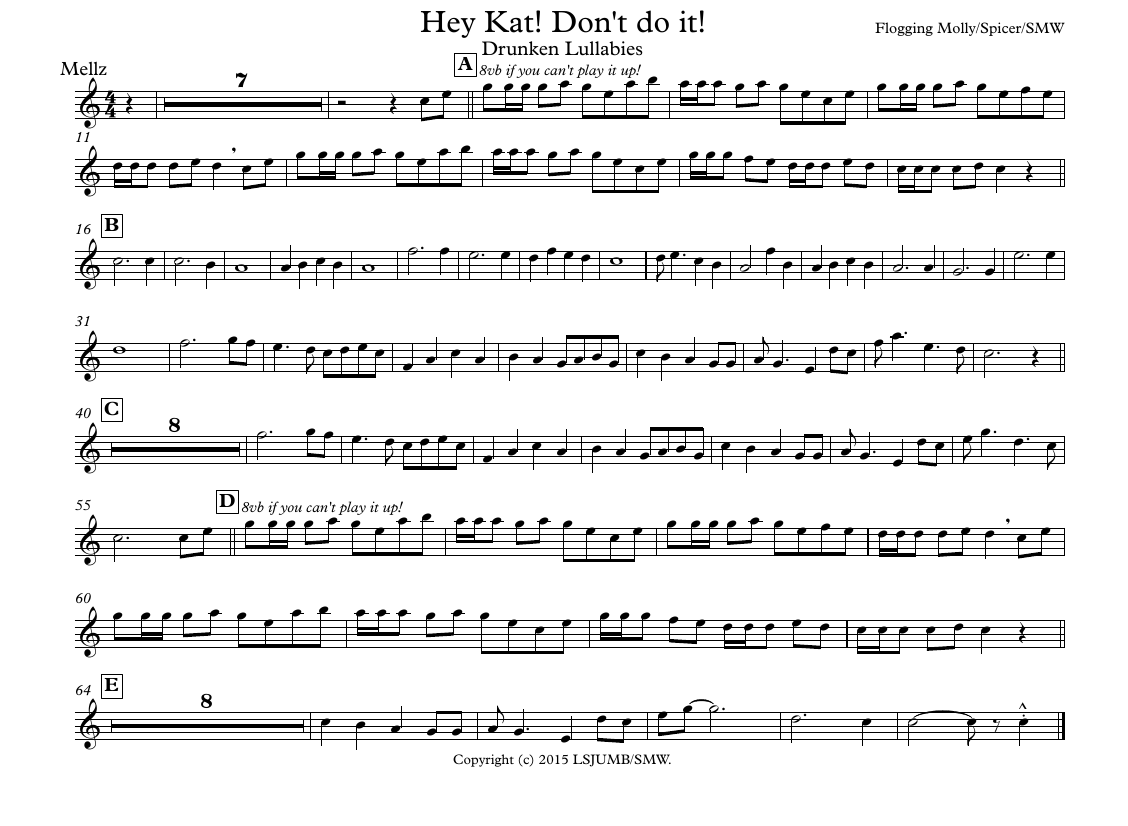 Hey Kat! Don't do it!
Flogging Molly/Spicer/SMW
Drunken Lullabies
Mellz
A 8vb if you can't play it up!
7
4
4
11
16 B
31
40 C
8
55 D 8vb if you can't play it up!
60
64 E
8
Copyright (c) 2015 LSJUMB/SMW.